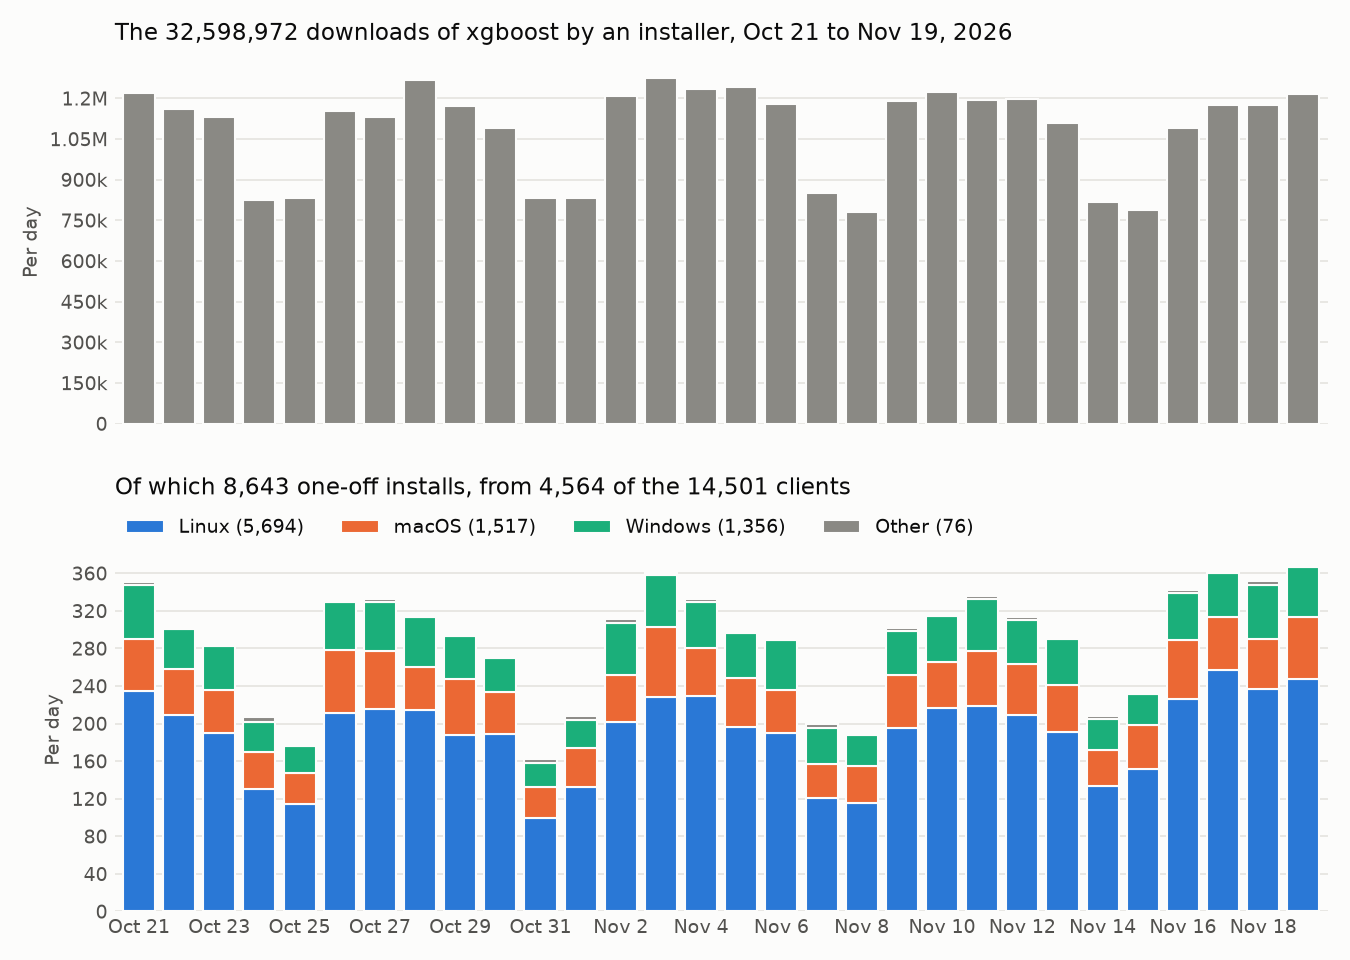 The 32,598,972 downloads of xgboost by an installer, Oct 21 to Nov 19, 2026
Per day
1.2M
1.05M
900k
750k
600k
450k
300k
150k
0
Of which 8,643 one-off installs, from 4,564 of the 14,501 clients
Linux (5,694) macOS (1,517) Windows (1,356) Other (76)
Per day
360
320
280
240
200
160
120
80
40
0
Oct 21 Oct 23 Oct 25 Oct 27 Oct 29 Oct 31 Nov 2 Nov 4 Nov 6 Nov 8 Nov 10 Nov 12 Nov 14 Nov 16 Nov 18